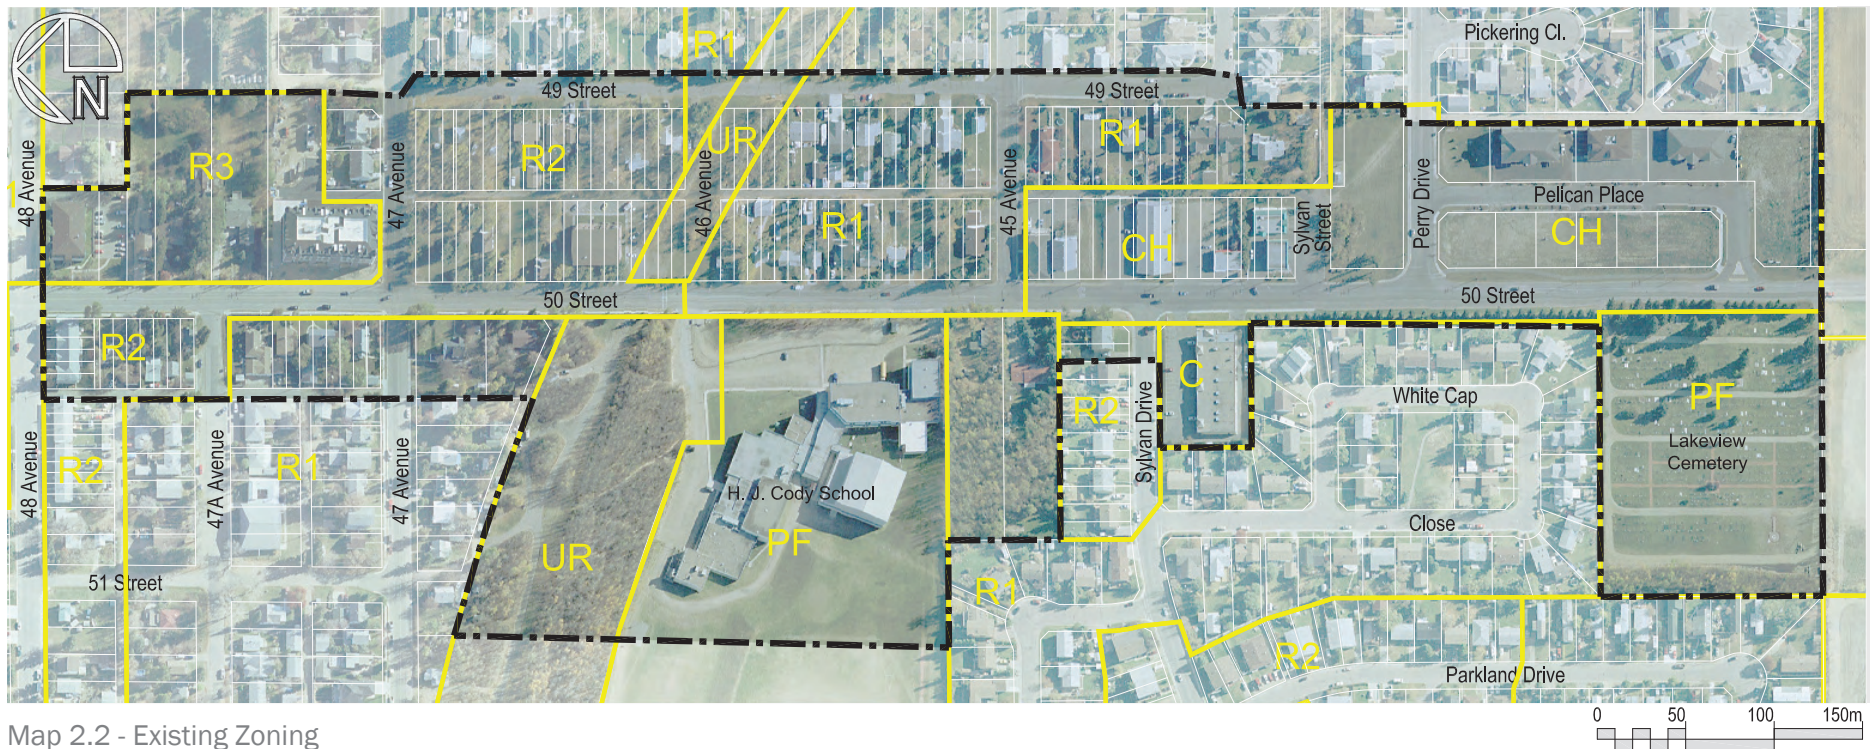 Pickering Cl.
R1
N
49 Street
49 Street
R3
R2
UR
R1
48 Avenue
47 Avenue
46 Avenue
45 Avenue
Perry Drive
Pelican Place
R1
CH
Sylvan
Street
CH
50 Street
50 Street
R2
C
White Cap
PF
R2
Sylvan Drive
Lakeview
Cemetery
48 Avenue
R2
47A Avenue
R1
47 Avenue
H. J. Cody School
Close
UR
PF
51 Street
R1
R2
Parkland Drive
Map 2.2 - Existing Zoning
0 50 100 150m